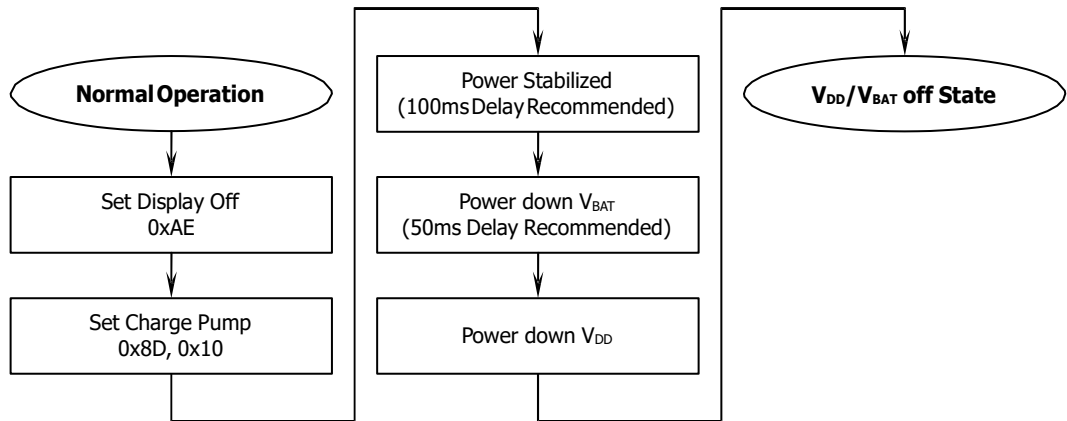 Normal Operation
Set Display Off
0xAE
Set Charge Pump
0x8D, 0x10
Power Stabilized
(100ms Delay Recommended)
Power down VBAT
(50ms Delay Recommended)
Power down VDD
VDD/VBAT off State